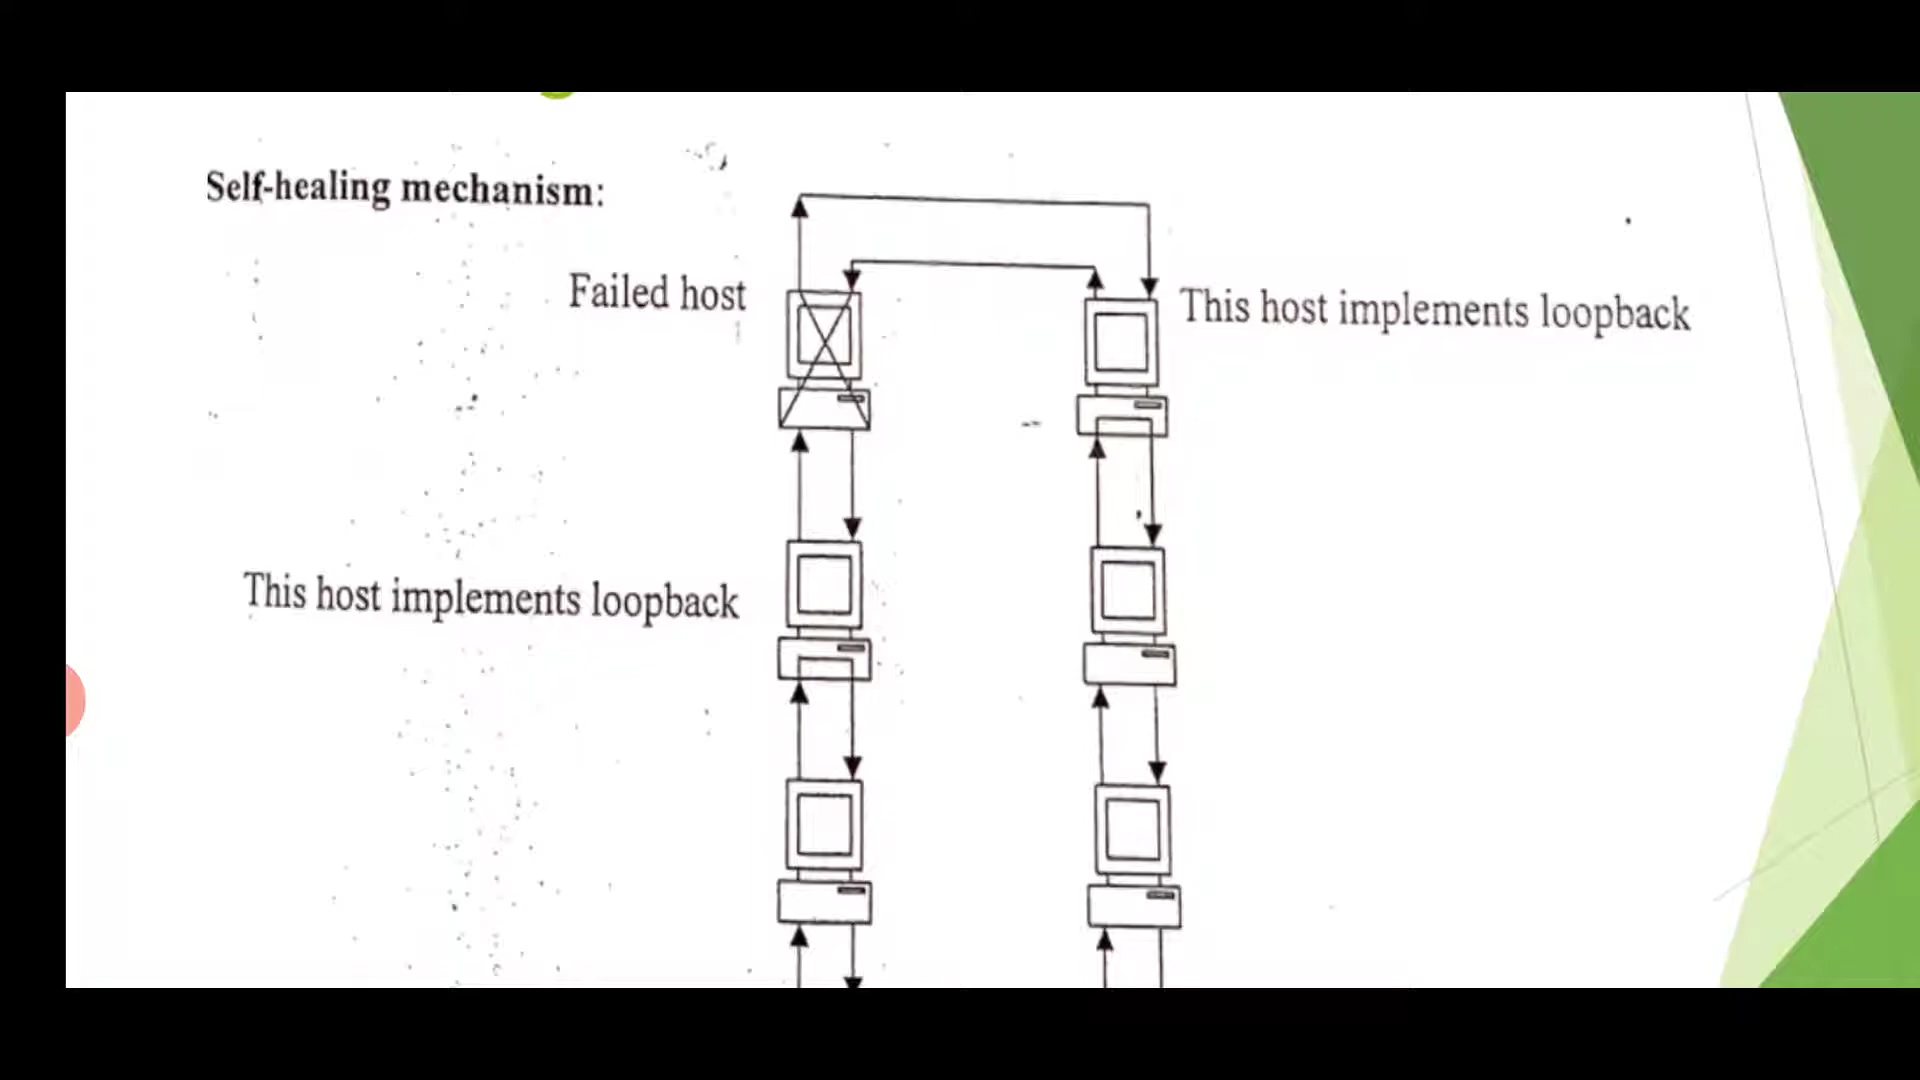 Self-healing mechanism:
Failed host
This host implements loopback
This host implements loopback